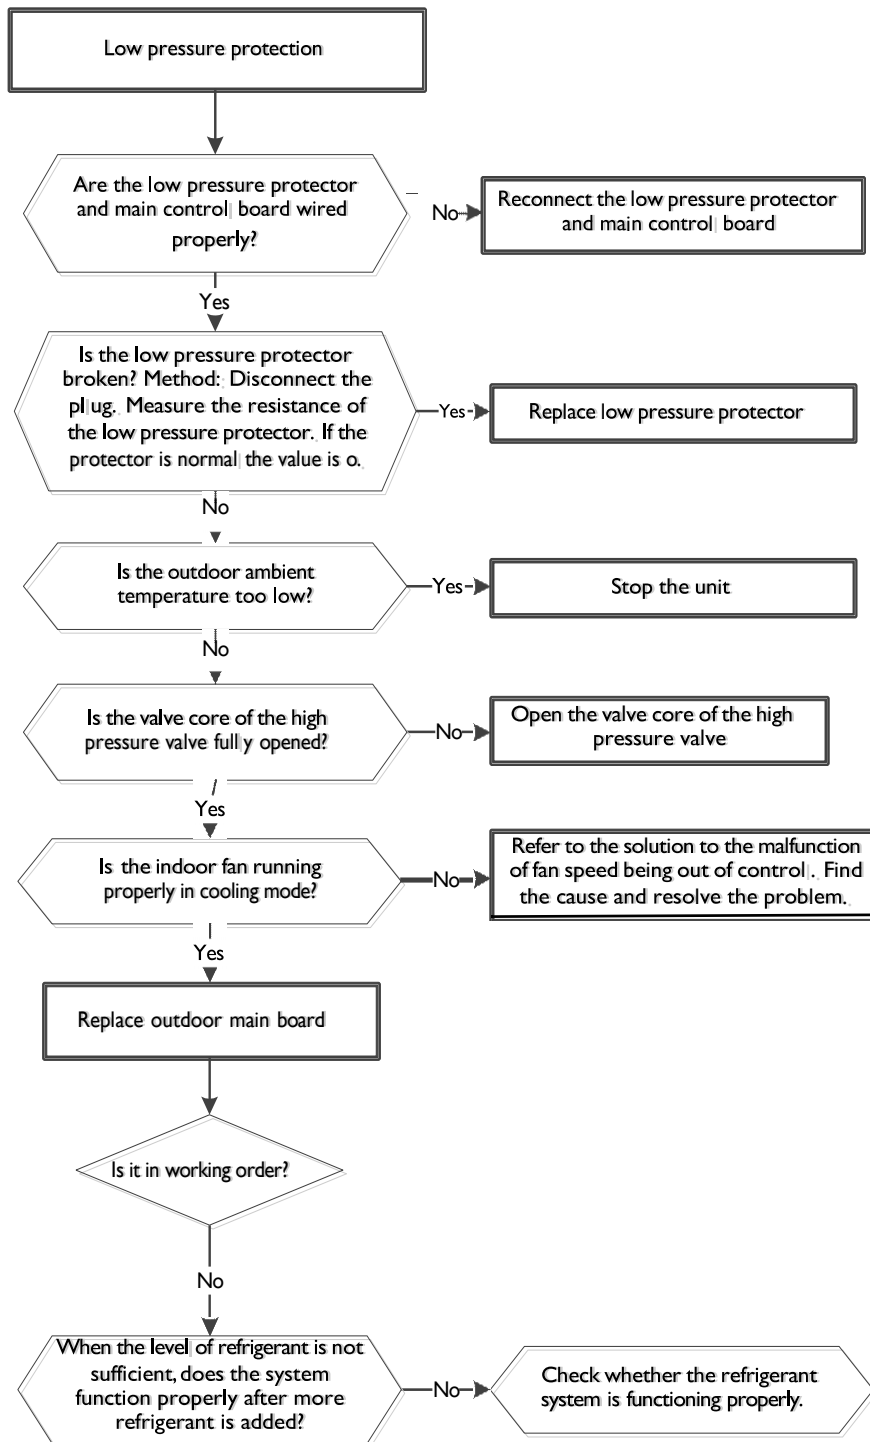 Low pressure protection
Are the low pressure protector
and main control board wired
properly?
No
Reconnect the low pressure protector
and main control board
Yes
Is the low pressure protector
broken? Method: Disconnect the
plug. Measure the resistance of
the low pressure protector. If the
protector is normal the value is o.
Yes
Replace low pressure protector
No
Is the outdoor ambient
temperature too low?
Yes
Stop the unit
No
Is the valve core of the high
pressure valve fully opened?
No
Open the valve core of the high
pressure valve
Yes
Is the indoor fan running
properly in cooling mode?
No
Refer to the solution to the malfunction
of fan speed being out of control. Find
the cause and resolve the problem.
Yes
Replace outdoor main board
Is it in working order?
No
When the level of refrigerant is not
sufficient, does the system
function properly after more
refrigerant is added?
No
Check whether the refrigerant
system is functioning properly.